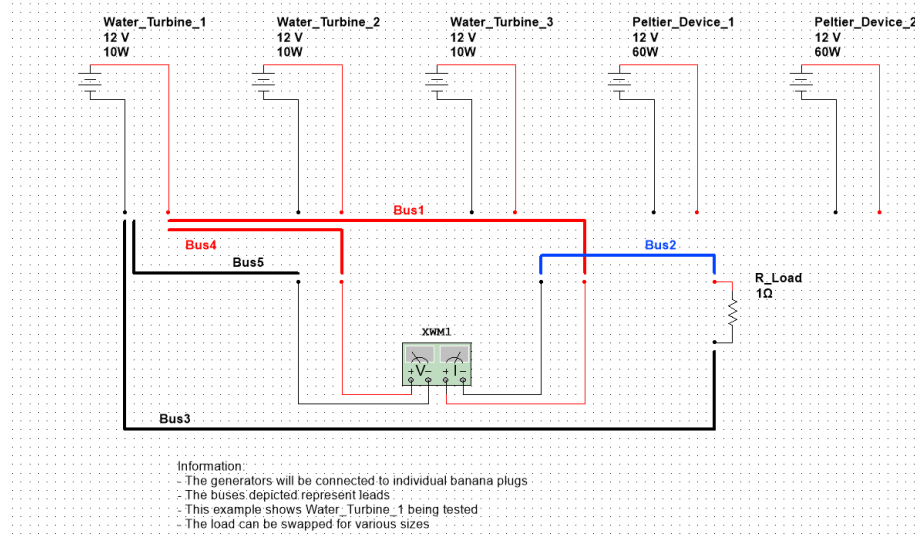 Water_Turbine_1
12 V
10W
Water_Turbine_2
12 V
10W
Water_Turbine_3
12 V
10W
Peltier_Device_1
12 V
60W
Peltier_Device_2
12 V
60W
Bus1
Bus4
Bus2
Bus5
R_Load
1Ω
XWM1
+V- +I-
Bus3
Information:
- The generators will be connected to individual banana plugs
- The buses depicted represent leads
- This example shows Water_Turbine_1 being tested
- The load can be swapped for various sizes